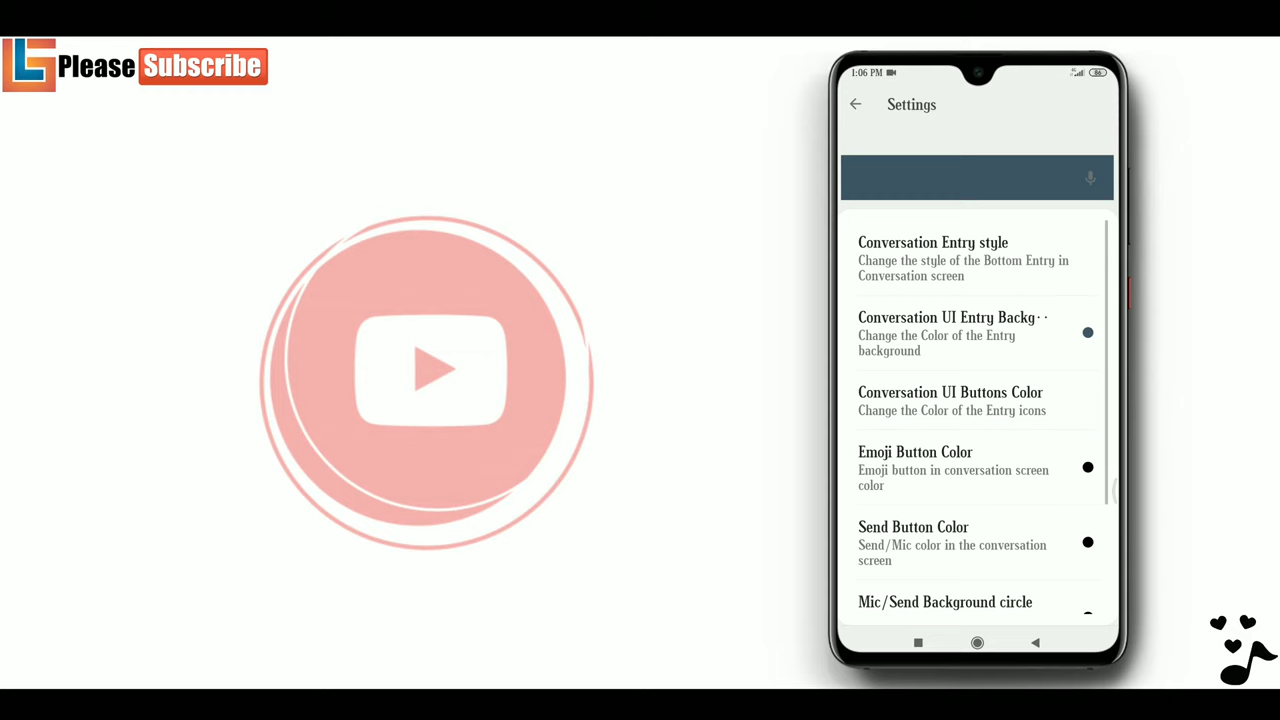 Please Subscribe
1:06 PM
86
Settings
Conversation Entry style
Change the style of the Bottom Entry in
Conversation screen
Conversation UI Entry Backg··
Change the Color of the Entry
background
Conversation UI Buttons Color
Change the Color of the Entry icons
Emoji Button Color
Emoji button in conversation screen
color
Send Button Color
Send/Mic color in the conversation
screen
Mic/Send Background circle